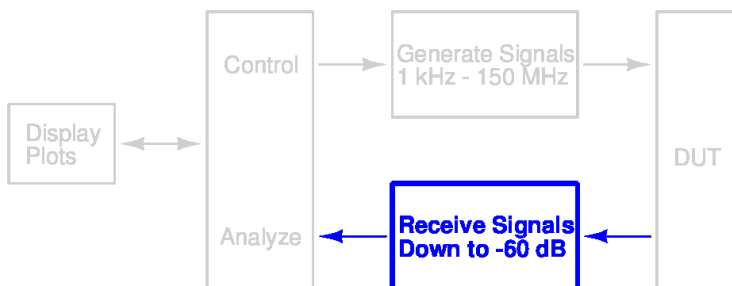 Control
Generate Signals
1 kHz - 150 MHz
Display
Plots
DUT
Analyze
Receive Signals
Down to -60 dB